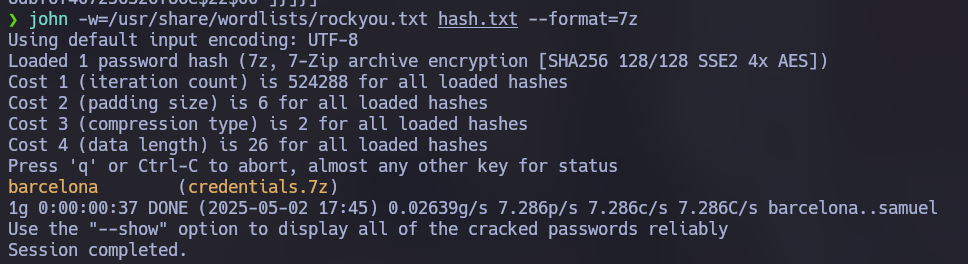 ❯ john -w=/usr/share/wordlists/rockyou.txt hash.txt --format=7z
Using default input encoding: UTF-8
Loaded 1 password hash (7z, 7-Zip archive encryption [SHA256 128/128 SSE2 4x AES])
Cost 1 (iteration count) is 524288 for all loaded hashes
Cost 2 (padding size) is 6 for all loaded hashes
Cost 3 (compression type) is 2 for all loaded hashes
Cost 4 (data length) is 26 for all loaded hashes
Press 'q' or Ctrl-C to abort, almost any other key for status
barcelona        (credentials.7z)
1g 0:00:00:37 DONE (2025-05-02 17:45) 0.02639g/s 7.286p/s 7.286c/s 7.286C/s barcelona..samuel
Use the "--show" option to display all of the cracked passwords reliably
Session completed.